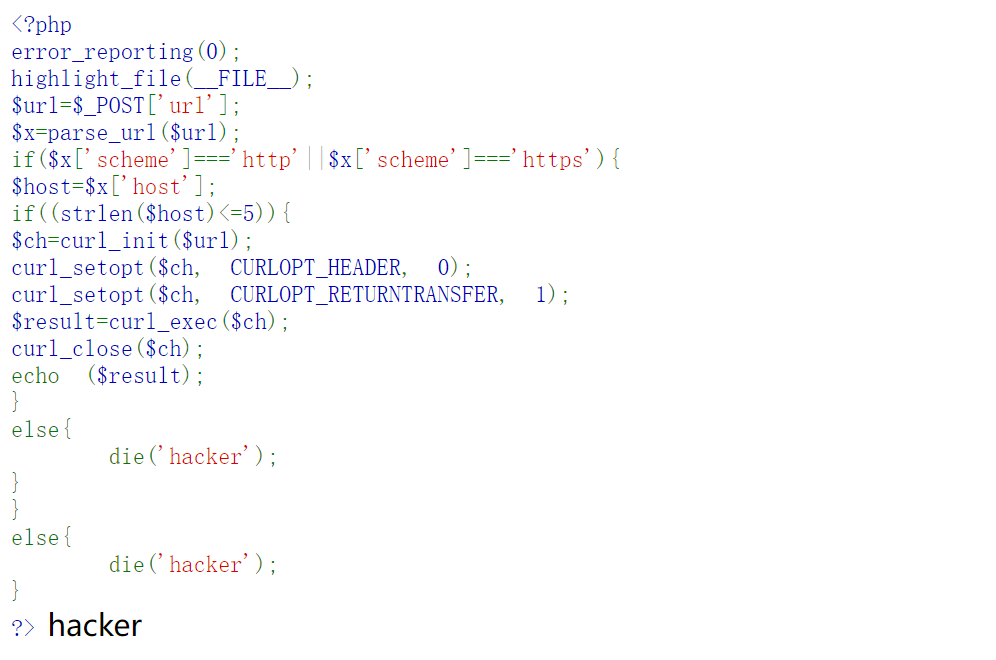 <?php
error_reporting(0);
highlight_file(__FILE__);
$url=$_POST['url'];
$x=parse_url($url);
if($x['scheme']==='http'||$x['scheme']==='https'){
$host=$x['host'];
if((strlen($host)<=5)){
$ch=curl_init($url);
curl_setopt($ch, CURLOPT_HEADER, 0);
curl_setopt($ch, CURLOPT_RETURNTRANSFER, 1);
$result=curl_exec($ch);
curl_close($ch);
echo ($result);
}
else{
die('hacker');
}
}
else{
die('hacker');
}
?> hacker